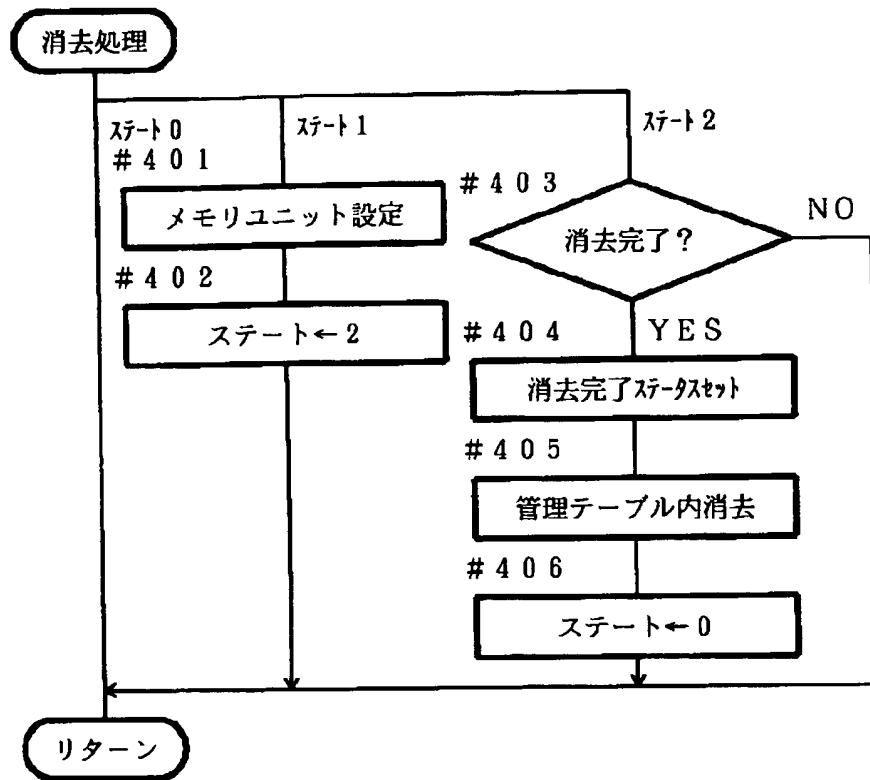 消去処理
ステート0
ステート1
ステート2
#401
メモリユニット設定
#402
ステート←2
#403
消去完了?
NO
YES
#404
消去完了ステータスセット
#405
管理テーブル内消去
#406
ステート←0
リターン